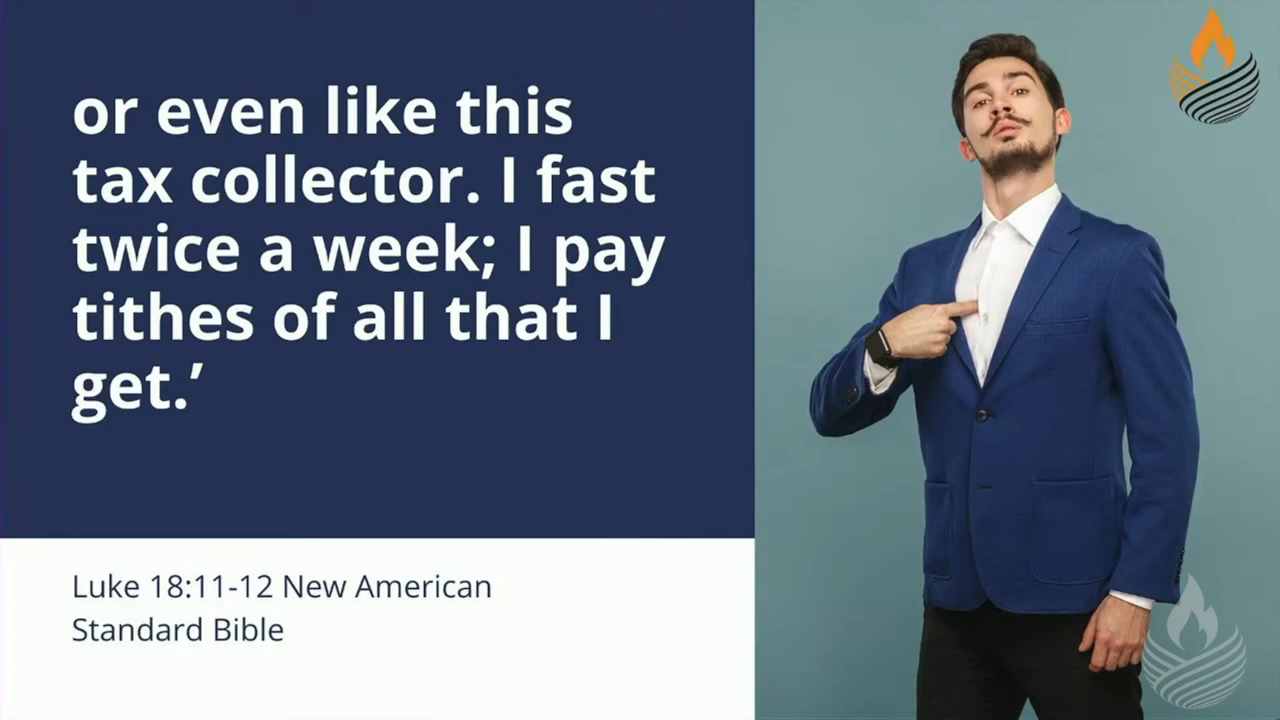 or even like this
tax collector. I fast
twice a week; I pay
tithes of all that I
get.’
Luke 18:11-12 New American
Standard Bible